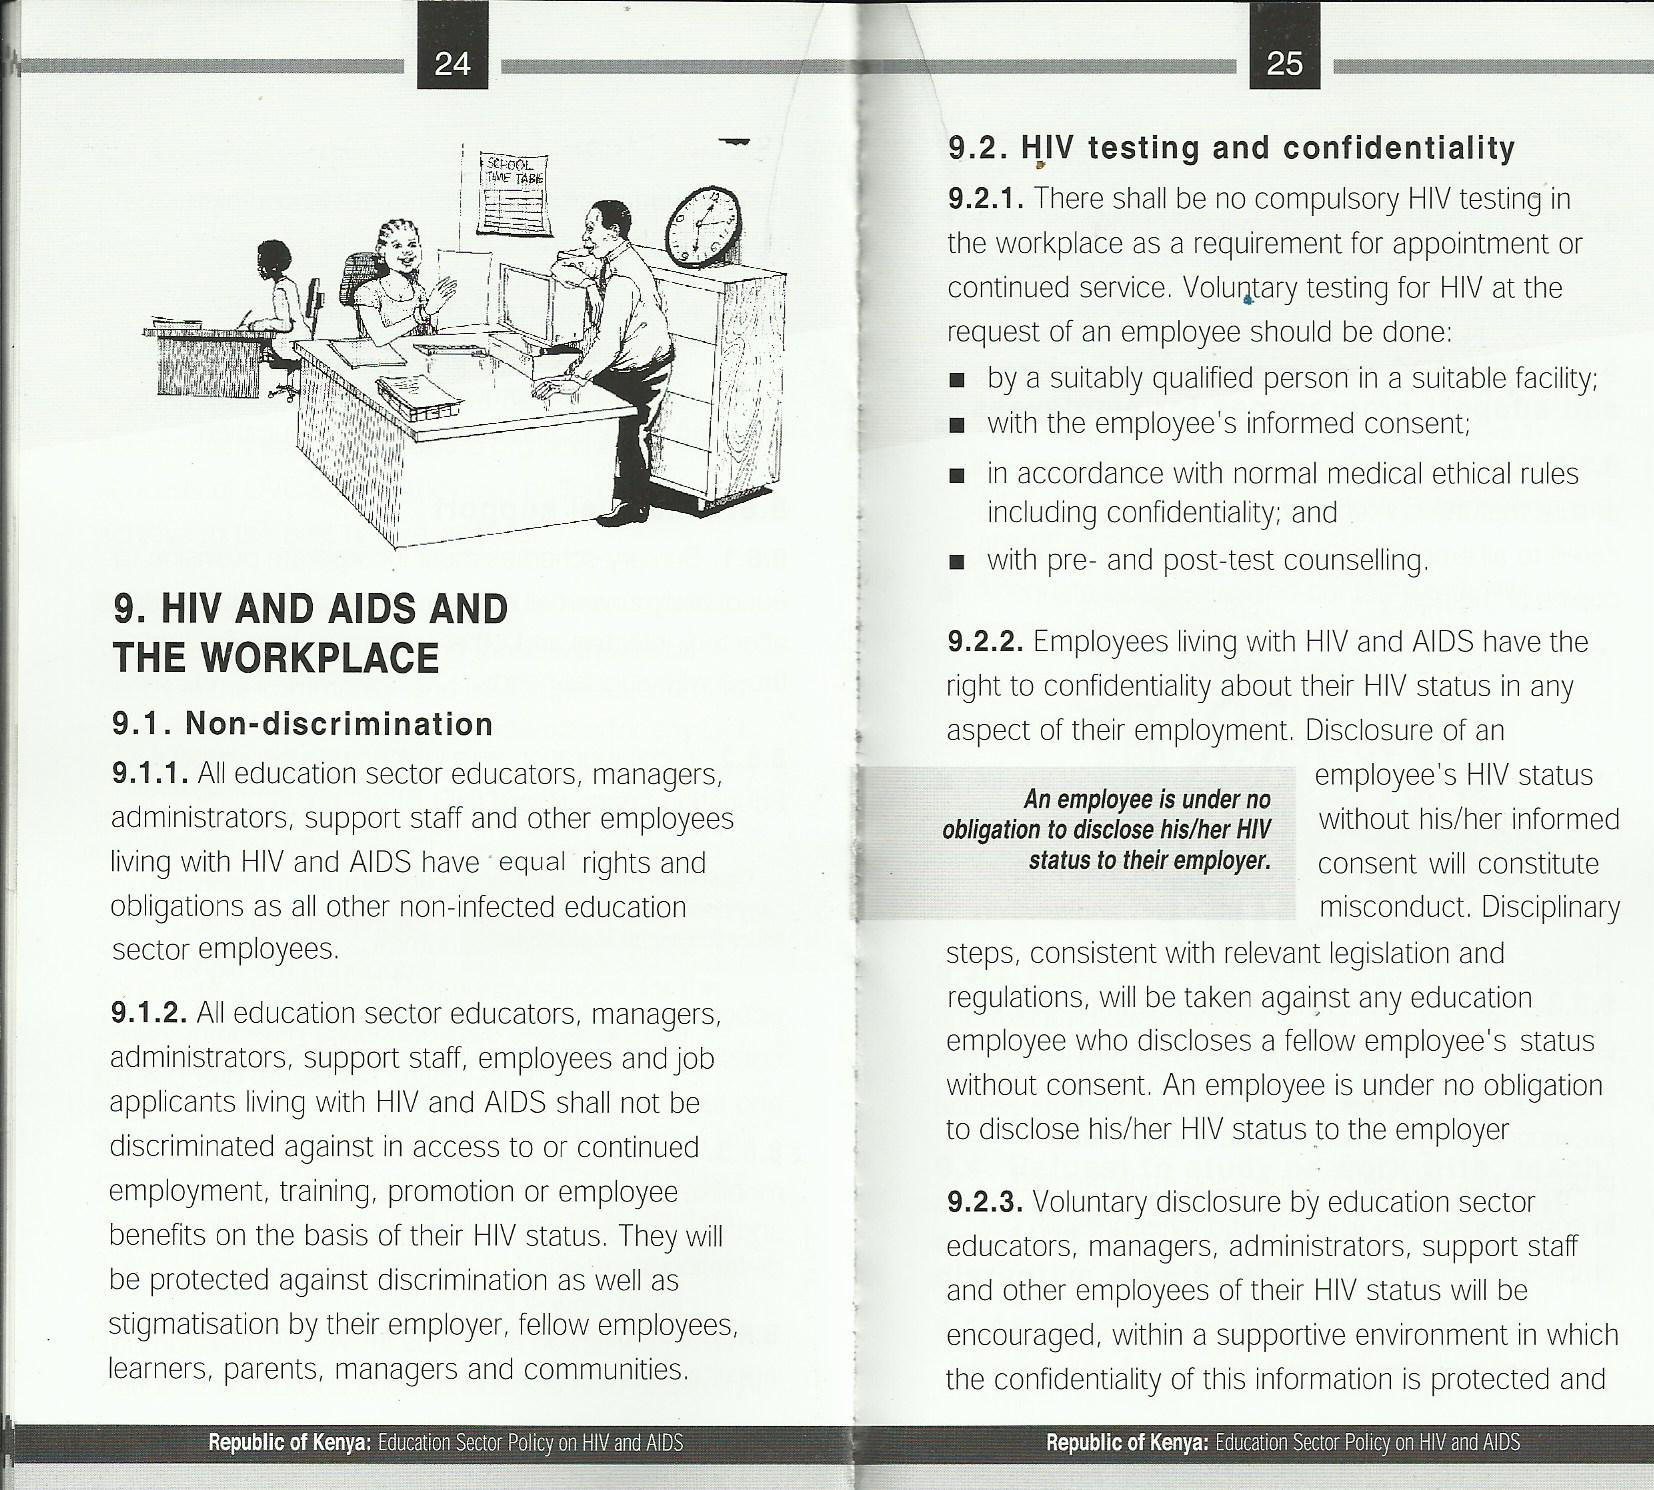 24
SCHOOL
TIME TABLE
9. HIV AND AIDS AND
THE WORKPLACE
9.1. Non-discrimination
9.1.1. All education sector educators, managers,
administrators, support staff and other employees
living with HIV and AIDS have equal rights and
obligations as all other non-infected education
sector employees.
9.1.2. All education sector educators, managers,
administrators, support staff, employees and job
applicants living with HIV and AIDS shall not be
discriminated against in access to or continued
employment, training, promotion or employee
benefits on the basis of their HIV status. They will
be protected against discrimination as well as
stigmatisation by their employer, fellow employees,
learners, parents, managers and communities.
Republic of Kenya: Education Sector Policy on HIV and AIDS
25
9.2. HIV testing and confidentiality
9.2.1. There shall be no compulsory HIV testing in
the workplace as a requirement for appointment or
continued service. Voluntary testing for HIV at the
request of an employee should be done:
■ by a suitably qualified person in a suitable facility;
■ with the employee's informed consent;
■ in accordance with normal medical ethical rules
including confidentiality; and
■ with pre- and post-test counselling.
9.2.2. Employees living with HIV and AIDS have the
right to confidentiality about their HIV status in any
aspect of their employment. Disclosure of an
employee's HIV status
without his/her informed
consent will constitute
misconduct. Disciplinary
An employee is under no
obligation to disclose his/her HIV
status to their employer.
steps, consistent with relevant legislation and
regulations, will be taken against any education
employee who discloses a fellow employee's status
without consent. An employee is under no obligation
to disclose his/her HIV status to the employer
9.2.3. Voluntary disclosure by education sector
educators, managers, administrators, support staff
and other employees of their HIV status will be
encouraged, within a supportive environment in which
the confidentiality of this information is protected and
Republic of Kenya: Education Sector Policy on HIV and AIDS